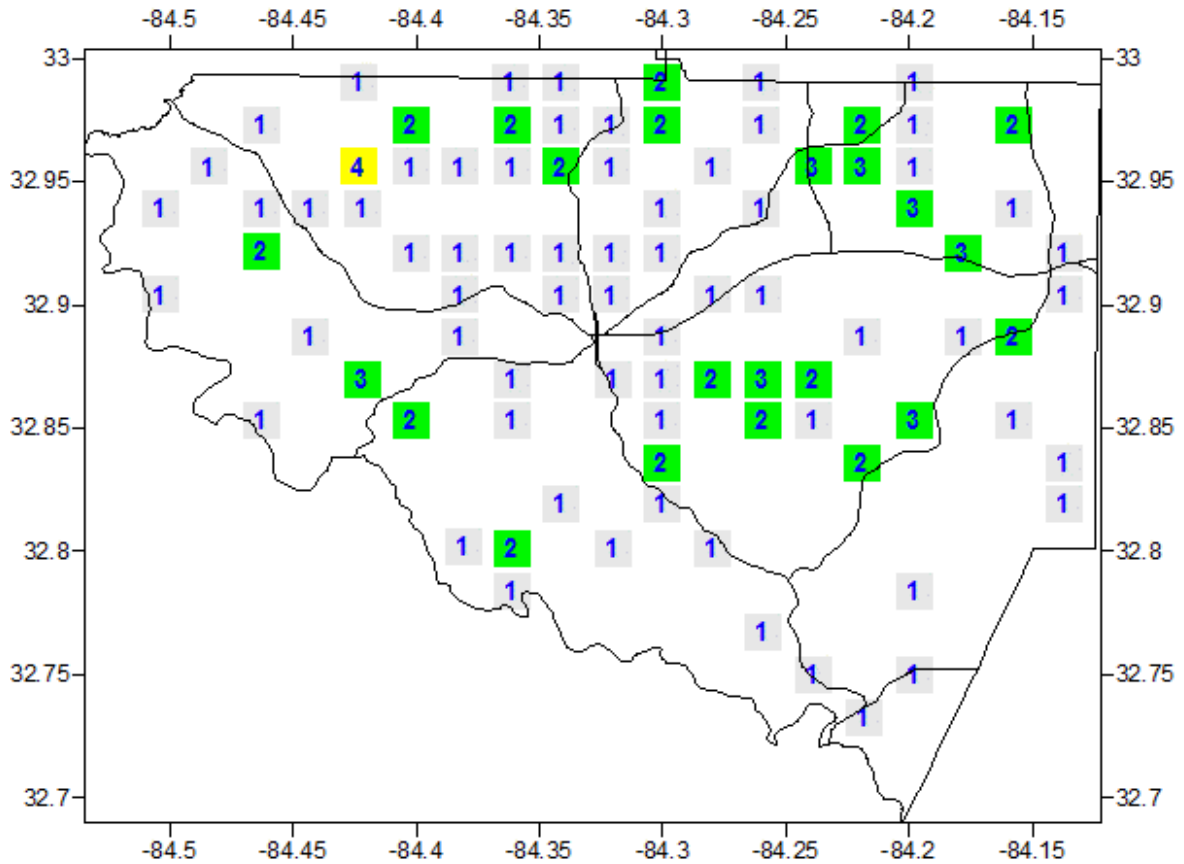 -84.5 -84.45 -84.4 -84.35 -84.3 -84.25 -84.2 -84.15
33 33
1 1 1 2 1 1
1 2 2 1 1 2 1 2 1 2
32.95 1 4 1 1 1 2 1 1 3 3 1 32.95
1 1 1 1 1 1 3 1
2 1 1 1 1 1 1 3 1
32.9 1 1 1 1 1 1 1 32.9
1 1 1 1 1 2
3 1 1 1 2 3 2
32.85 1 2 1 1 2 1 3 1 32.85
2 2 1
1 1 1
32.8 1 2 1 1 32.8
1 1
1
32.75 1 1 32.75
1
32.7 32.7
-84.5 -84.45 -84.4 -84.35 -84.3 -84.25 -84.2 -84.15